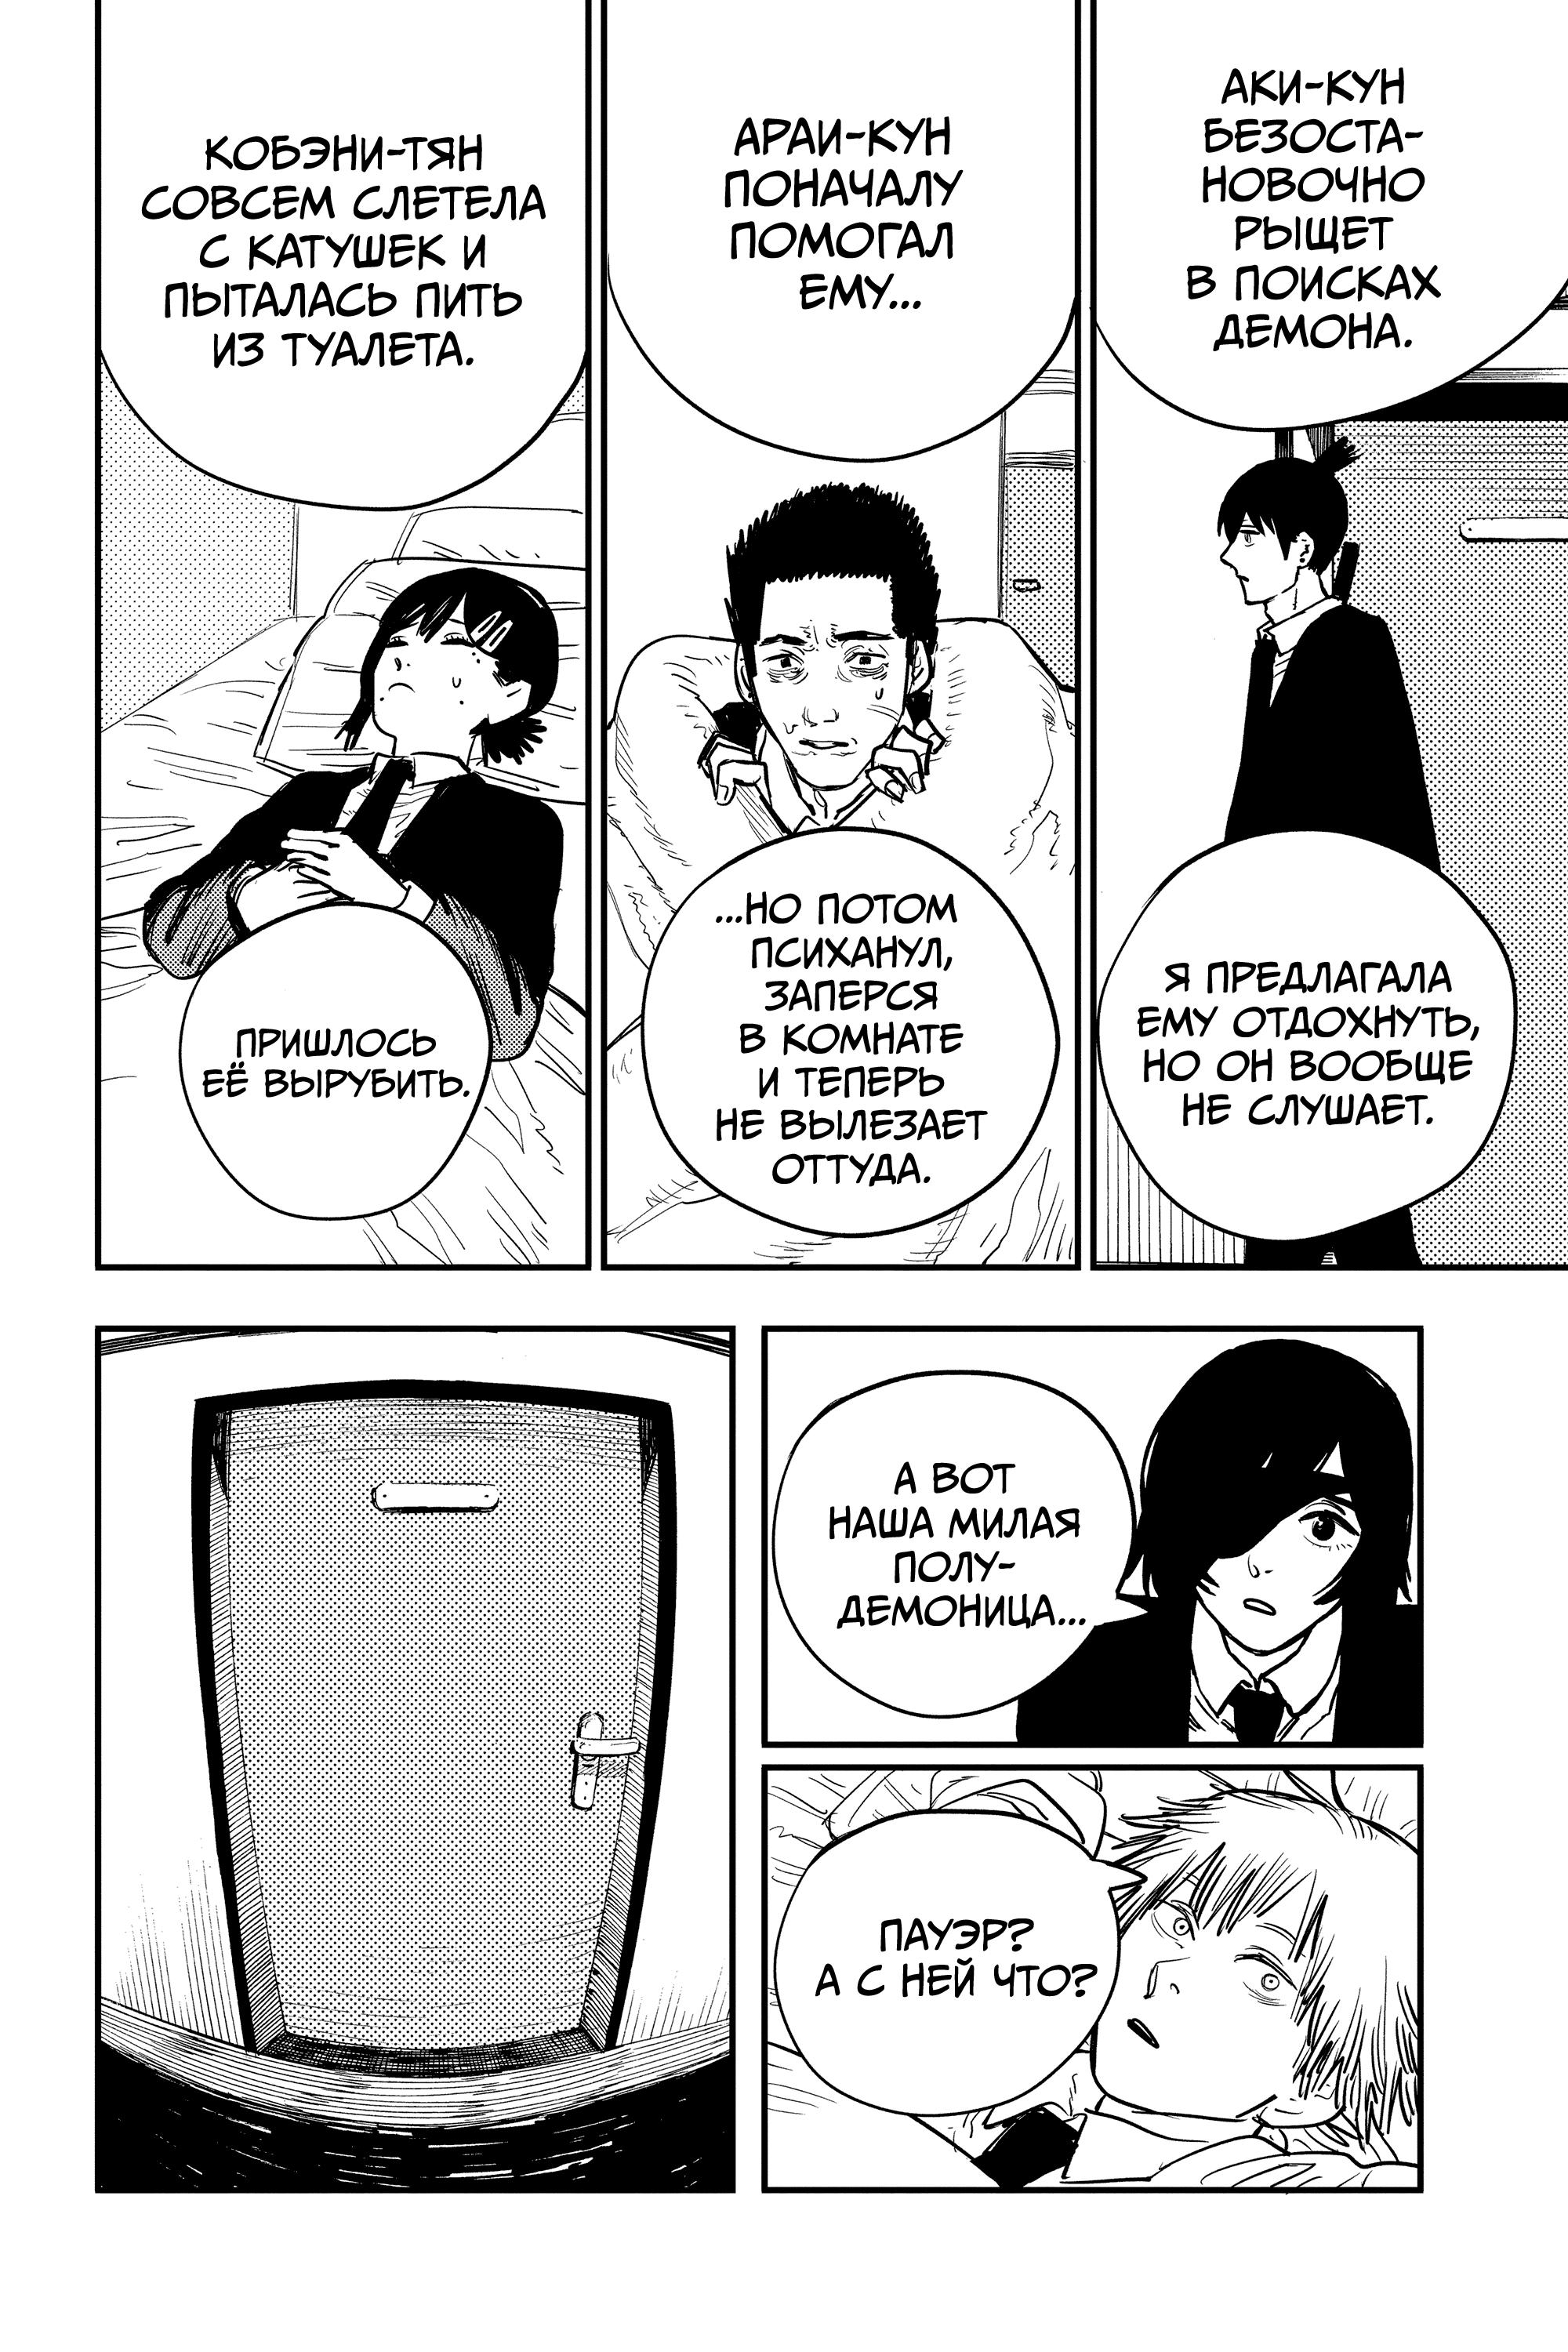 АКИ-КУН
БЕЗОСТА-
НОВОЧНО
РЫЩЕТ
В ПОИСКАХ
ДЕМОНА.
Я ПРЕДЛАГАЛА
ЕМУ ОТДОХНУТЬ,
НО ОН ВООБЩЕ
НЕ СЛУШАЕТ.
АРАИ-КУН
ПОНАЧАЛУ
ПОМОГАЛ
ЕМУ...
...НО ПОТОМ
ПСИХАНУЛ,
ЗАПЕРСЯ
В КОМНАТЕ
И ТЕПЕРЬ
НЕ ВЫЛЕЗАЕТ
ОТТУДА.
КОБЭНИ-ТЯН
СОВСЕМ СЛЕТЕЛА
С КАТУШЕК И
ПЫТАЛАСЬ ПИТЬ
ИЗ ТУАЛЕТА.
ПРИШЛОСЬ
ЕЁ ВЫРУБИТЬ.
А ВОТ
НАША МИЛАЯ
ПОЛУ-
ДЕМОНИЦА...
ПАУЭР?
А С НЕЙ ЧТО?